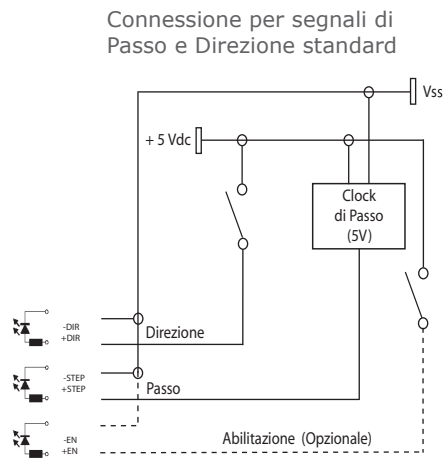 Connessione per segnali di
Passo e Direzione standard
Vss
+ 5 Vdc
Clock
di Passo
(5V)
-DIR
+DIR
Direzione
-STEP
+STEP
Passo
-EN
+EN
Abilitazione (Opzionale)